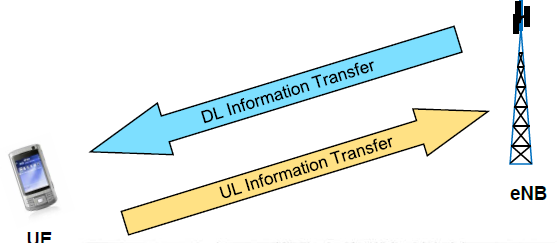 DL Information Transfer
UL Information Transfer
eNB
UE